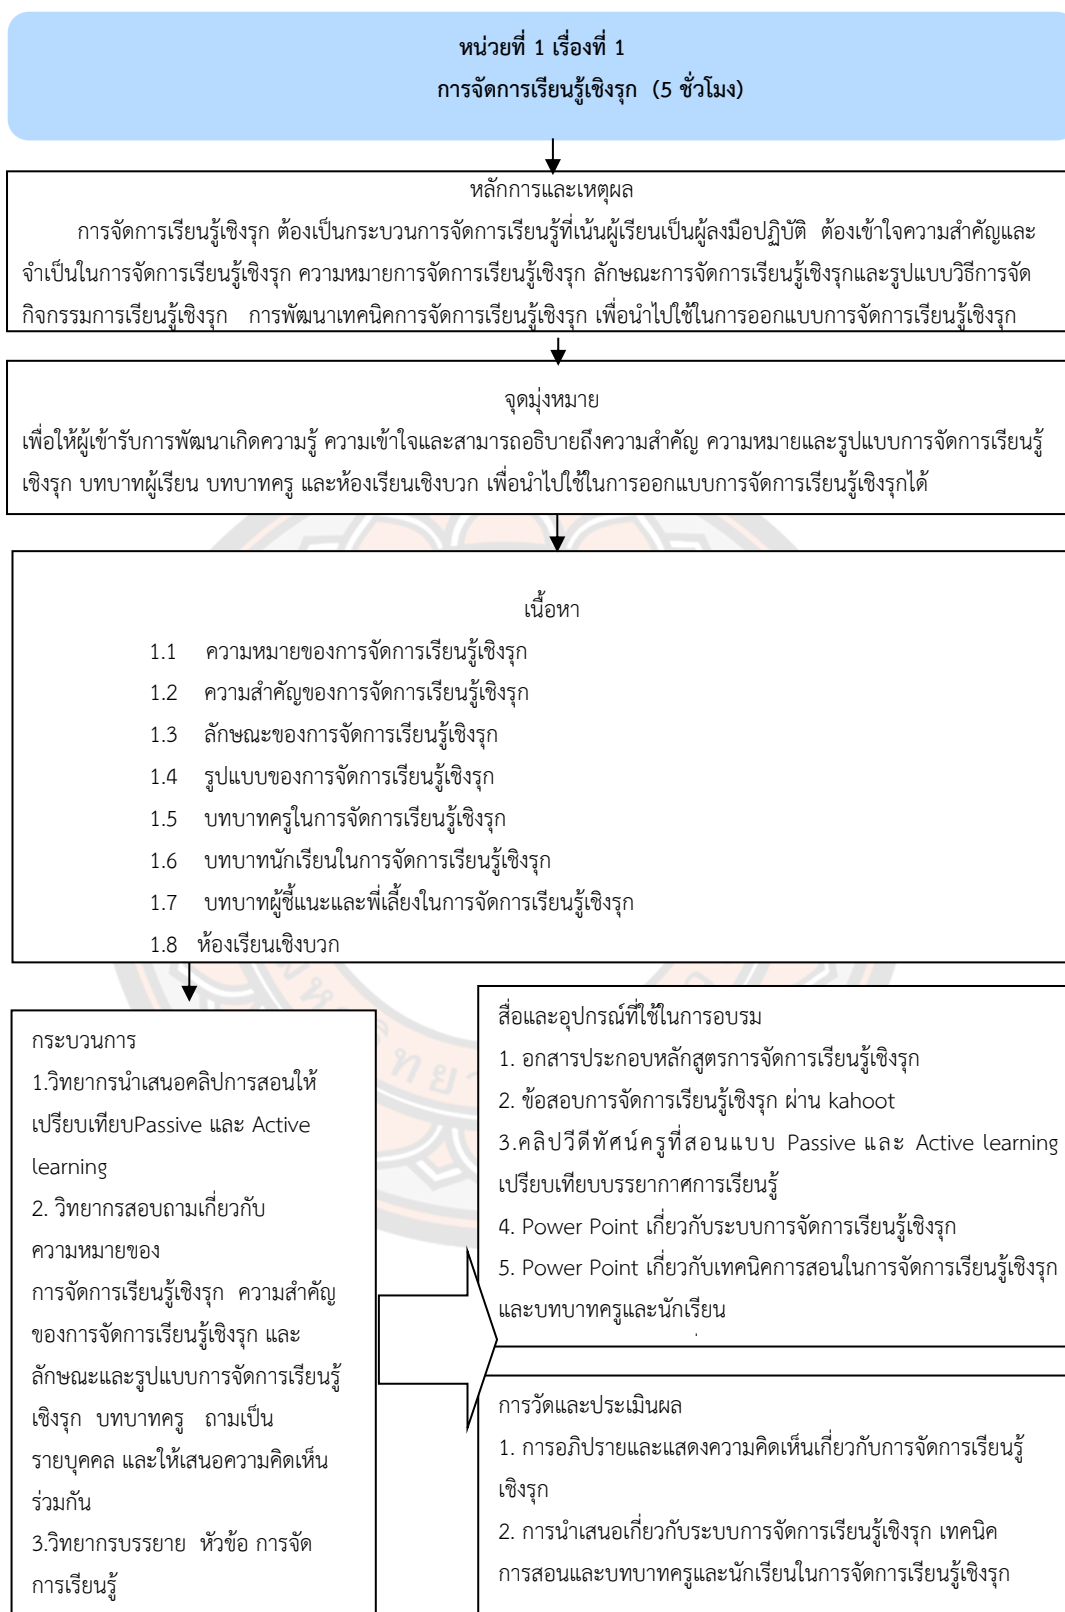 หน่วยที่ 1 เรื่องที่ 1
การจัดการเรียนรู้เชิงรุก (5 ชั่วโมง)
หลักการและเหตุผล
การจัดการเรียนรู้เชิงรุก ต้องเป็นกระบวนการจัดการเรียนรู้ที่เน้นผู้เรียนเป็นผู้ลงมือปฏิบัติ ต้องเข้าใจความสำคัญและ
จำเป็นในการจัดการเรียนรู้เชิงรุก ความหมายการจัดการเรียนรู้เชิงรุก ลักษณะการจัดการเรียนรู้เชิงรุกและรูปแบบวิธีการจัด
กิจกรรมการเรียนรู้เชิงรุก การพัฒนาเทคนิคการจัดการเรียนรู้เชิงรุก เพื่อนำไปใช้ในการออกแบบการจัดการเรียนรู้เชิงรุก
จุดมุ่งหมาย
เพื่อให้ผู้เข้ารับการพัฒนาเกิดความรู้ ความเข้าใจและสามารถอธิบายถึงความสำคัญ ความหมายและรูปแบบการจัดการเรียนรู้
เชิงรุก บทบาทผู้เรียน บทบาทครู และห้องเรียนเชิงบวก เพื่อนำไปใช้ในการออกแบบการจัดการเรียนรู้เชิงรุกได้
เนื้อหา
1.1 ความหมายของการจัดการเรียนรู้เชิงรุก
1.2 ความสำคัญของการจัดการเรียนรู้เชิงรุก
1.3 ลักษณะของการจัดการเรียนรู้เชิงรุก
1.4 รูปแบบของการจัดการเรียนรู้เชิงรุก
1.5 บทบาทครูในการจัดการเรียนรู้เชิงรุก
1.6 บทบาทนักเรียนในการจัดการเรียนรู้เชิงรุก
1.7 บทบาทผู้ชี้แนะและพี่เลี้ยงในการจัดการเรียนรู้เชิงรุก
1.8 ห้องเรียนเชิงบวก
กระบวนการ
1.วิทยากรนำเสนอคลิปการสอนให้
เปรียบเทียบPassive และ Active
learning
2. วิทยากรสอบถามเกี่ยวกับ
ความหมายของ
การจัดการเรียนรู้เชิงรุก ความสำคัญ
ของการจัดการเรียนรู้เชิงรุก และ
ลักษณะและรูปแบบการจัดการเรียนรู้
เชิงรุก บทบาทครู ถามเป็น
รายบุคคล และให้เสนอความคิดเห็น
ร่วมกัน
3.วิทยากรบรรยาย หัวข้อ การจัด
การเรียนรู้
สื่อและอุปกรณ์ที่ใช้ในการอบรม
1. อกสารประกอบหลักสูตรการจัดการเรียนรู้เชิงรุก
2. ข้อสอบการจัดการเรียนรู้เชิงรุก ผ่าน kahoot
3.คลิปวีดีทัศน์ครูที่สอนแบบ Passive และ Active learning
เปรียบเทียบบรรยากาศการเรียนรู้
4. Power Point เกี่ยวกับระบบการจัดการเรียนรู้เชิงรุก
5. Power Point เกี่ยวกับเทคนิคการสอนในการจัดการเรียนรู้เชิงรุก
และบทบาทครูและนักเรียน
การวัดและประเมินผล
1. การอภิปรายและแสดงความคิดเห็นเกี่ยวกับการจัดการเรียนรู้
เชิงรุก
2. การนำเสนอเกี่ยวกับระบบการจัดการเรียนรู้เชิงรุก เทคนิค
การสอนและบทบาทครูและนักเรียนในการจัดการเรียนรู้เชิงรุก